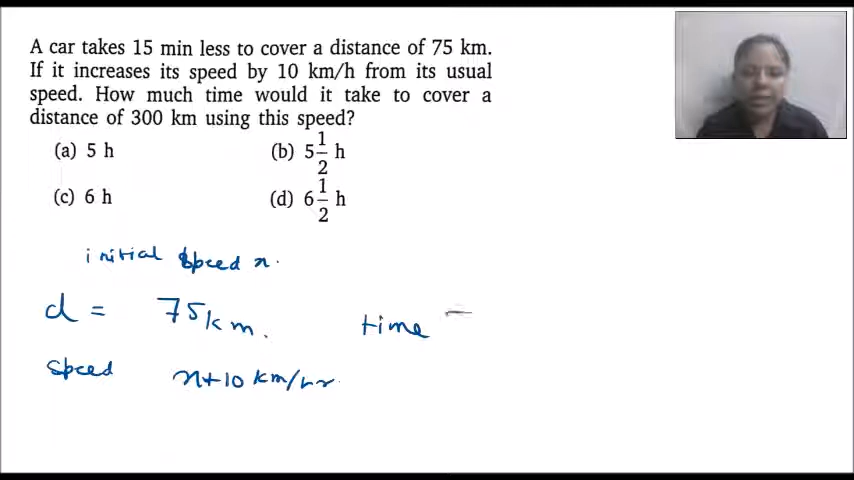 A car takes 15 min less to cover a distance of 75 km.
If it increases its speed by 10 km/h from its usual
speed. How much time would it take to cover a
distance of 300 km using this speed?
(a) 5 h (b) 5 1/2 h
(c) 6 h (d) 6 1/2 h
initial speed x.
d = 75 km. time =
speed x+10 km/hr.